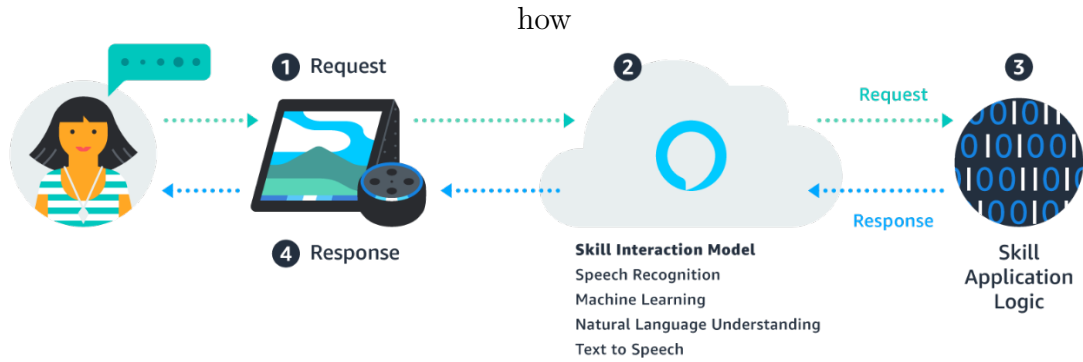 how
1 Request
2
3
Request
Response
4 Response
Skill Interaction Model
Speech Recognition
Machine Learning
Natural Language Understanding
Text to Speech
Skill
Application
Logic